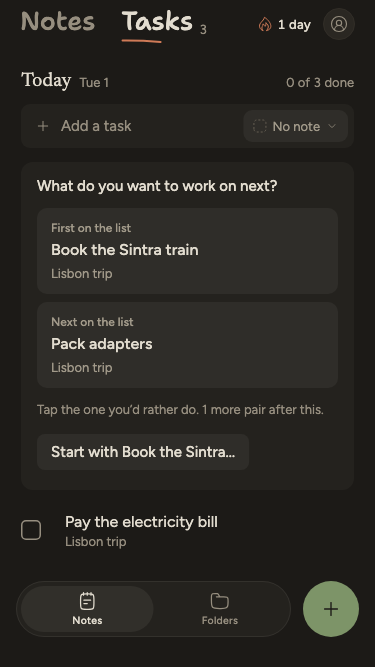 Notes Tasks 3 1 day
Today Tue 1 0 of 3 done
Add a task No note
What do you want to work on next?
First on the list
Book the Sintra train
Lisbon trip
Next on the list
Pack adapters
Lisbon trip
Tap the one you’d rather do. 1 more pair after this.
Start with Book the Sintra…
Pay the electricity bill
Lisbon trip
Notes Folders